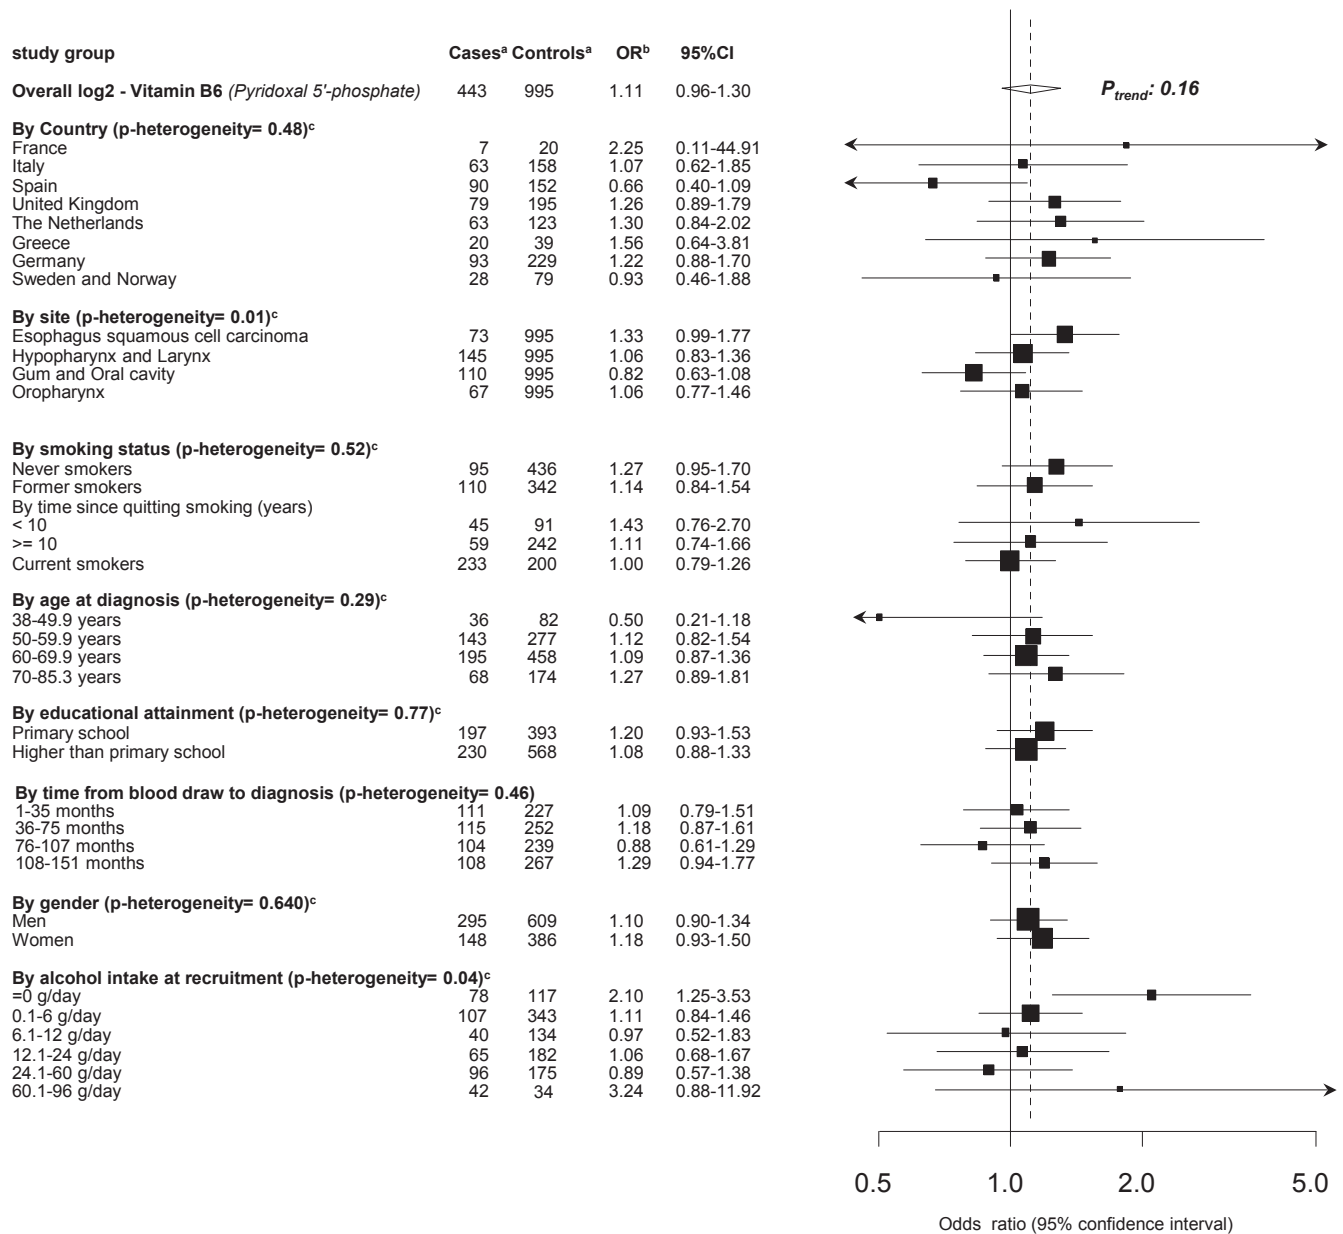 study group Casesᵃ Controlsᵃ ORᵇ 95%CI
Overall log2 - Vitamin B6 (Pyridoxal 5'-phosphate) 443 995 1.11 0.96-1.30 Ptrend: 0.16
By Country (p-heterogeneity= 0.48)ᶜ
France 7 20 2.25 0.11-44.91
Italy 63 158 1.07 0.62-1.85
Spain 90 152 0.66 0.40-1.09
United Kingdom 79 195 1.26 0.89-1.79
The Netherlands 63 123 1.30 0.84-2.02
Greece 20 39 1.56 0.64-3.81
Germany 93 229 1.22 0.88-1.70
Sweden and Norway 28 79 0.93 0.46-1.88
By site (p-heterogeneity= 0.01)ᶜ
Esophagus squamous cell carcinoma 73 995 1.33 0.99-1.77
Hypopharynx and Larynx 145 995 1.06 0.83-1.36
Gum and Oral cavity 110 995 0.82 0.63-1.08
Oropharynx 67 995 1.06 0.77-1.46
By smoking status (p-heterogeneity= 0.52)ᶜ
Never smokers 95 436 1.27 0.95-1.70
Former smokers 110 342 1.14 0.84-1.54
By time since quitting smoking (years)
< 10 45 91 1.43 0.76-2.70
>= 10 59 242 1.11 0.74-1.66
Current smokers 233 200 1.00 0.79-1.26
By age at diagnosis (p-heterogeneity= 0.29)ᶜ
38-49.9 years 36 82 0.50 0.21-1.18
50-59.9 years 143 277 1.12 0.82-1.54
60-69.9 years 195 458 1.09 0.87-1.36
70-85.3 years 68 174 1.27 0.89-1.81
By educational attainment (p-heterogeneity= 0.77)ᶜ
Primary school 197 393 1.20 0.93-1.53
Higher than primary school 230 568 1.08 0.88-1.33
By time from blood draw to diagnosis (p-heterogeneity= 0.46)
1-35 months 111 227 1.09 0.79-1.51
36-75 months 115 252 1.18 0.87-1.61
76-107 months 104 239 0.88 0.61-1.29
108-151 months 108 267 1.29 0.94-1.77
By gender (p-heterogeneity= 0.640)ᶜ
Men 295 609 1.10 0.90-1.34
Women 148 386 1.18 0.93-1.50
By alcohol intake at recruitment (p-heterogeneity= 0.04)ᶜ
=0 g/day 78 117 2.10 1.25-3.53
0.1-6 g/day 107 343 1.11 0.84-1.46
6.1-12 g/day 40 134 0.97 0.52-1.83
12.1-24 g/day 65 182 1.06 0.68-1.67
24.1-60 g/day 96 175 0.89 0.57-1.38
60.1-96 g/day 42 34 3.24 0.88-11.92
0.5 1.0 2.0 5.0
Odds ratio (95% confidence interval)